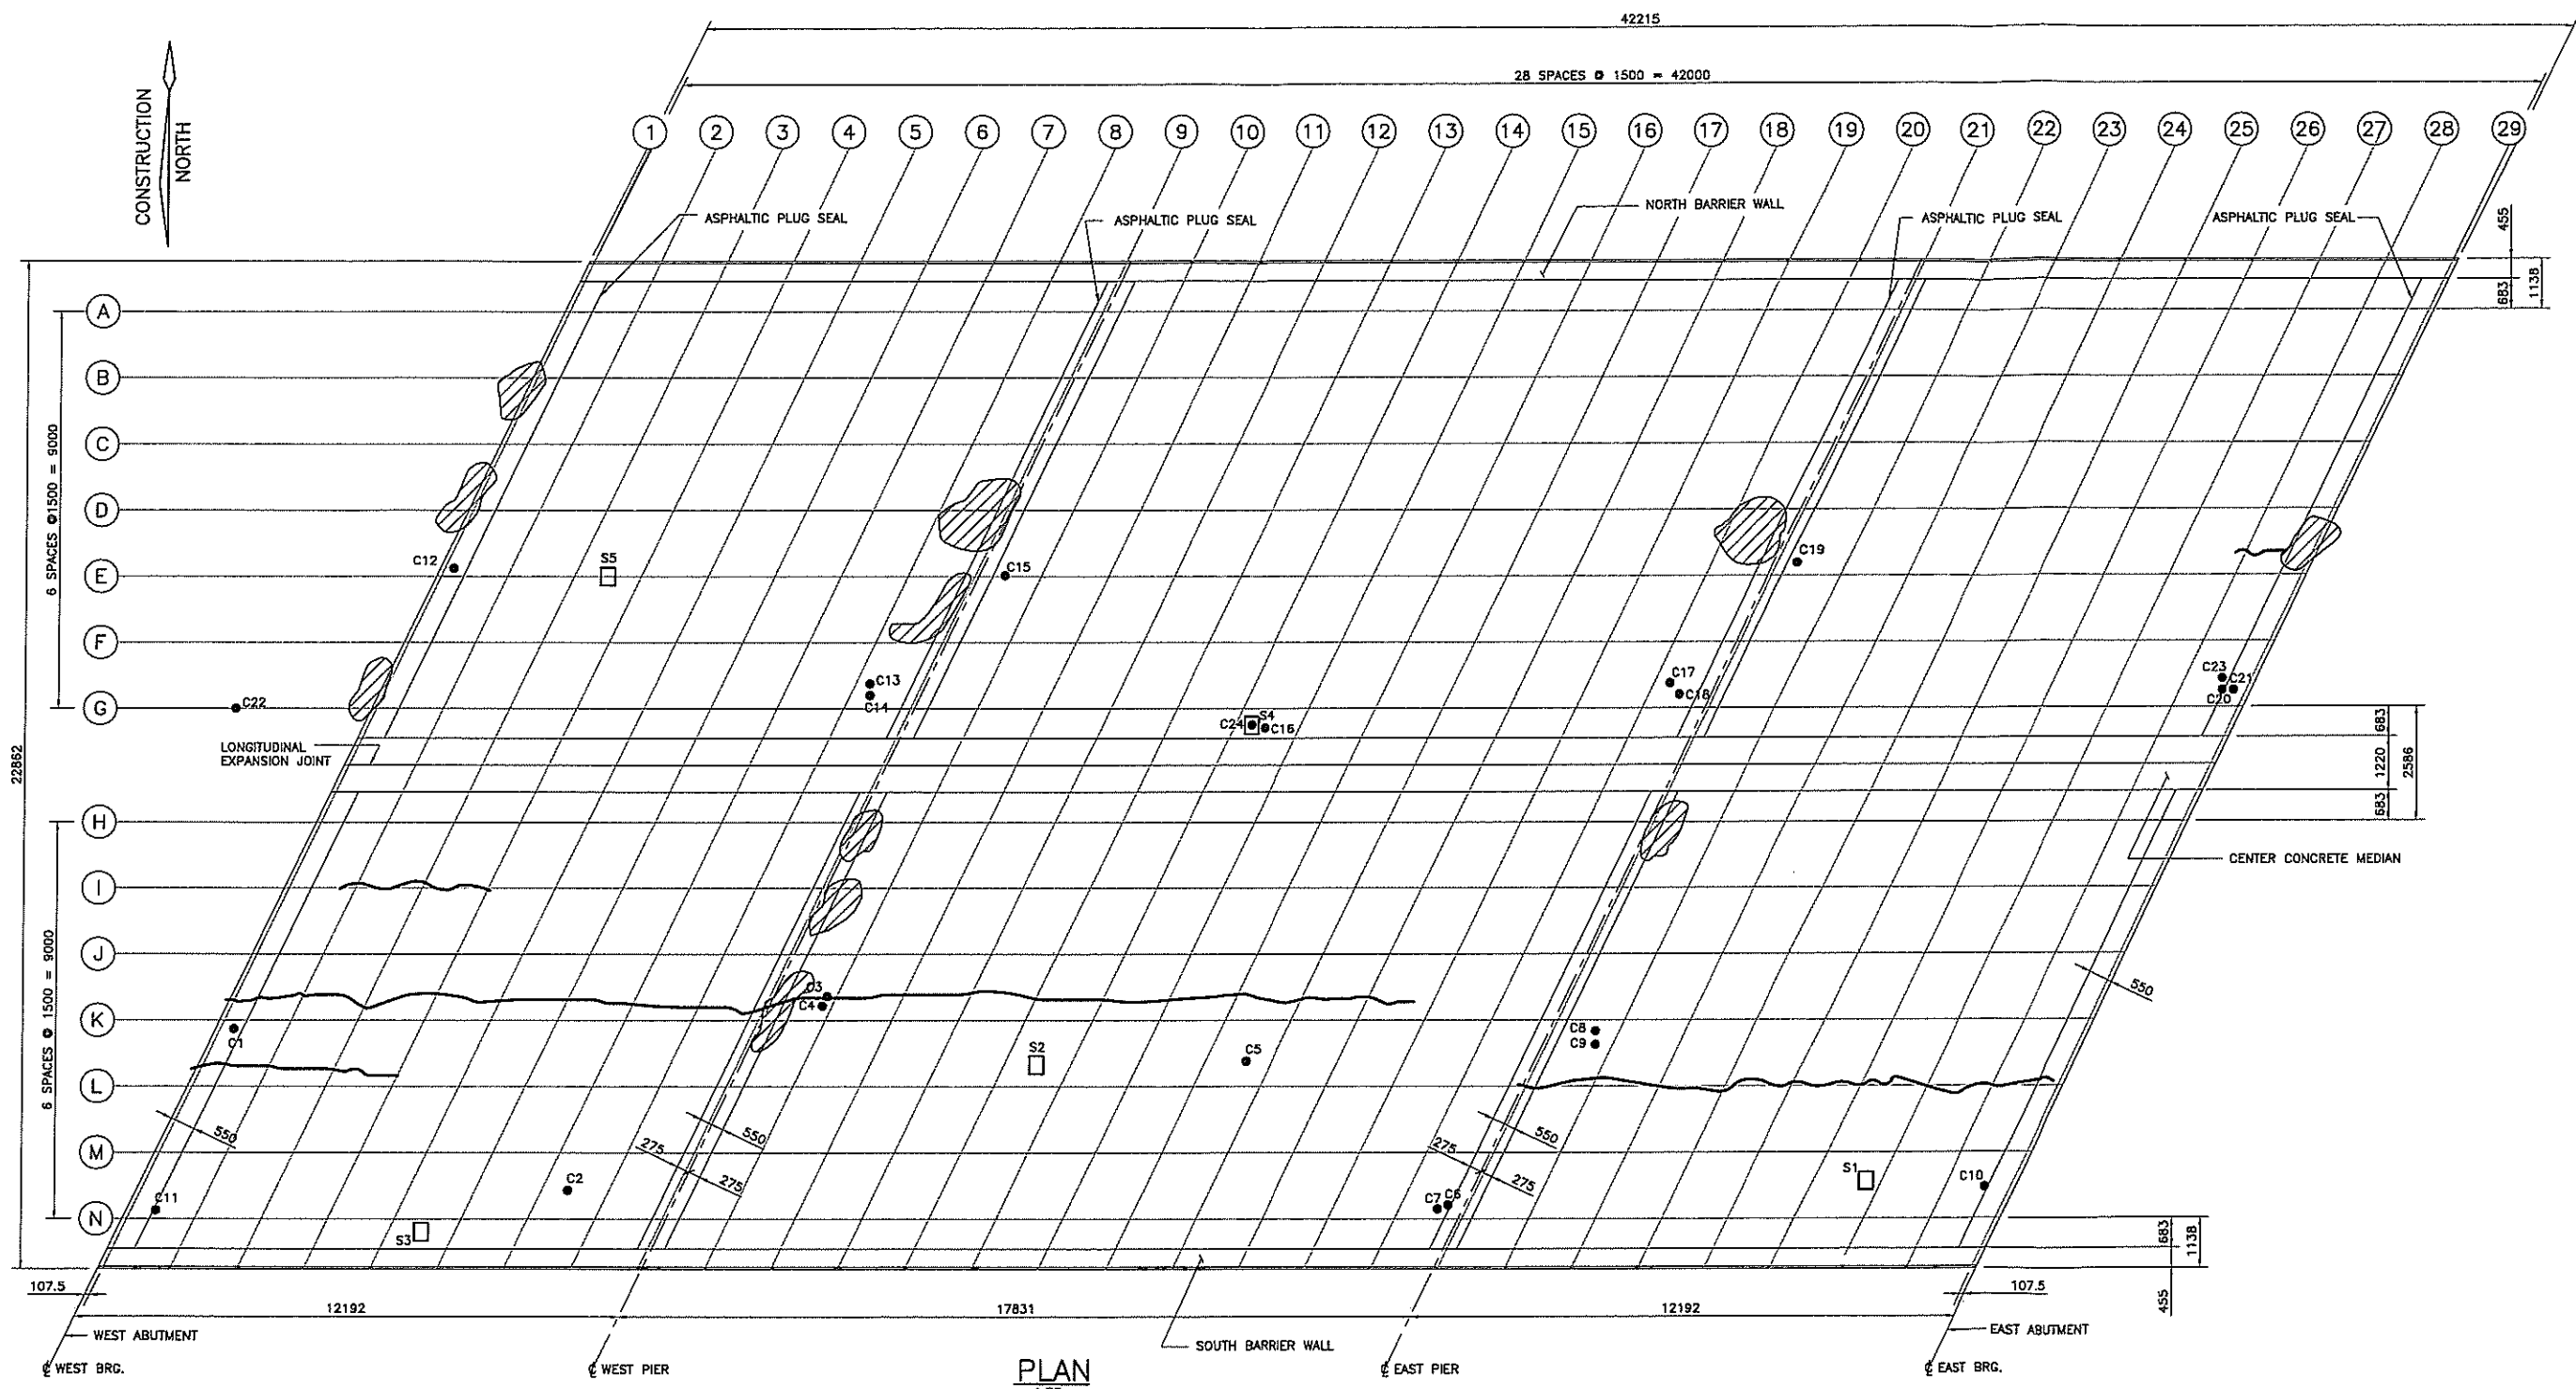 42215
28 SPACES @ 1500 = 42000
CONSTRUCTION
NORTH
1 2 3 4 5 6 7 8 9 10 11 12 13 14 15 16 17 18 19 20 21 22 23 24 25 26 27 28 29
ASPHALTIC PLUG SEAL
ASPHALTIC PLUG SEAL
NORTH BARRIER WALL
ASPHALTIC PLUG SEAL
ASPHALTIC PLUG SEAL
455
683
1138
A
B
C
D
E
F
G
6 SPACES @1500 = 9000
22862
C12
S5
C15
C19
C13
C14
C17
C18
C23
C21
C20
C22
C24
S4
C16
LONGITUDINAL
EXPANSION JOINT
683
1220
683
2586
H
I
J
K
L
M
N
6 SPACES @ 1500 = 9000
CENTER CONCRETE MEDIAN
550
C3
C4
C1
C8
C9
S2
C5
550
550
550
275
275
275
275
C2
C11
S3
C7
C6
S1
C10
683
1138
455
107.5
12192
17831
12192
107.5
WEST ABUTMENT
SOUTH BARRIER WALL
EAST ABUTMENT
℄ WEST BRG.
℄ WEST PIER
℄ EAST PIER
℄ EAST BRG.
PLAN